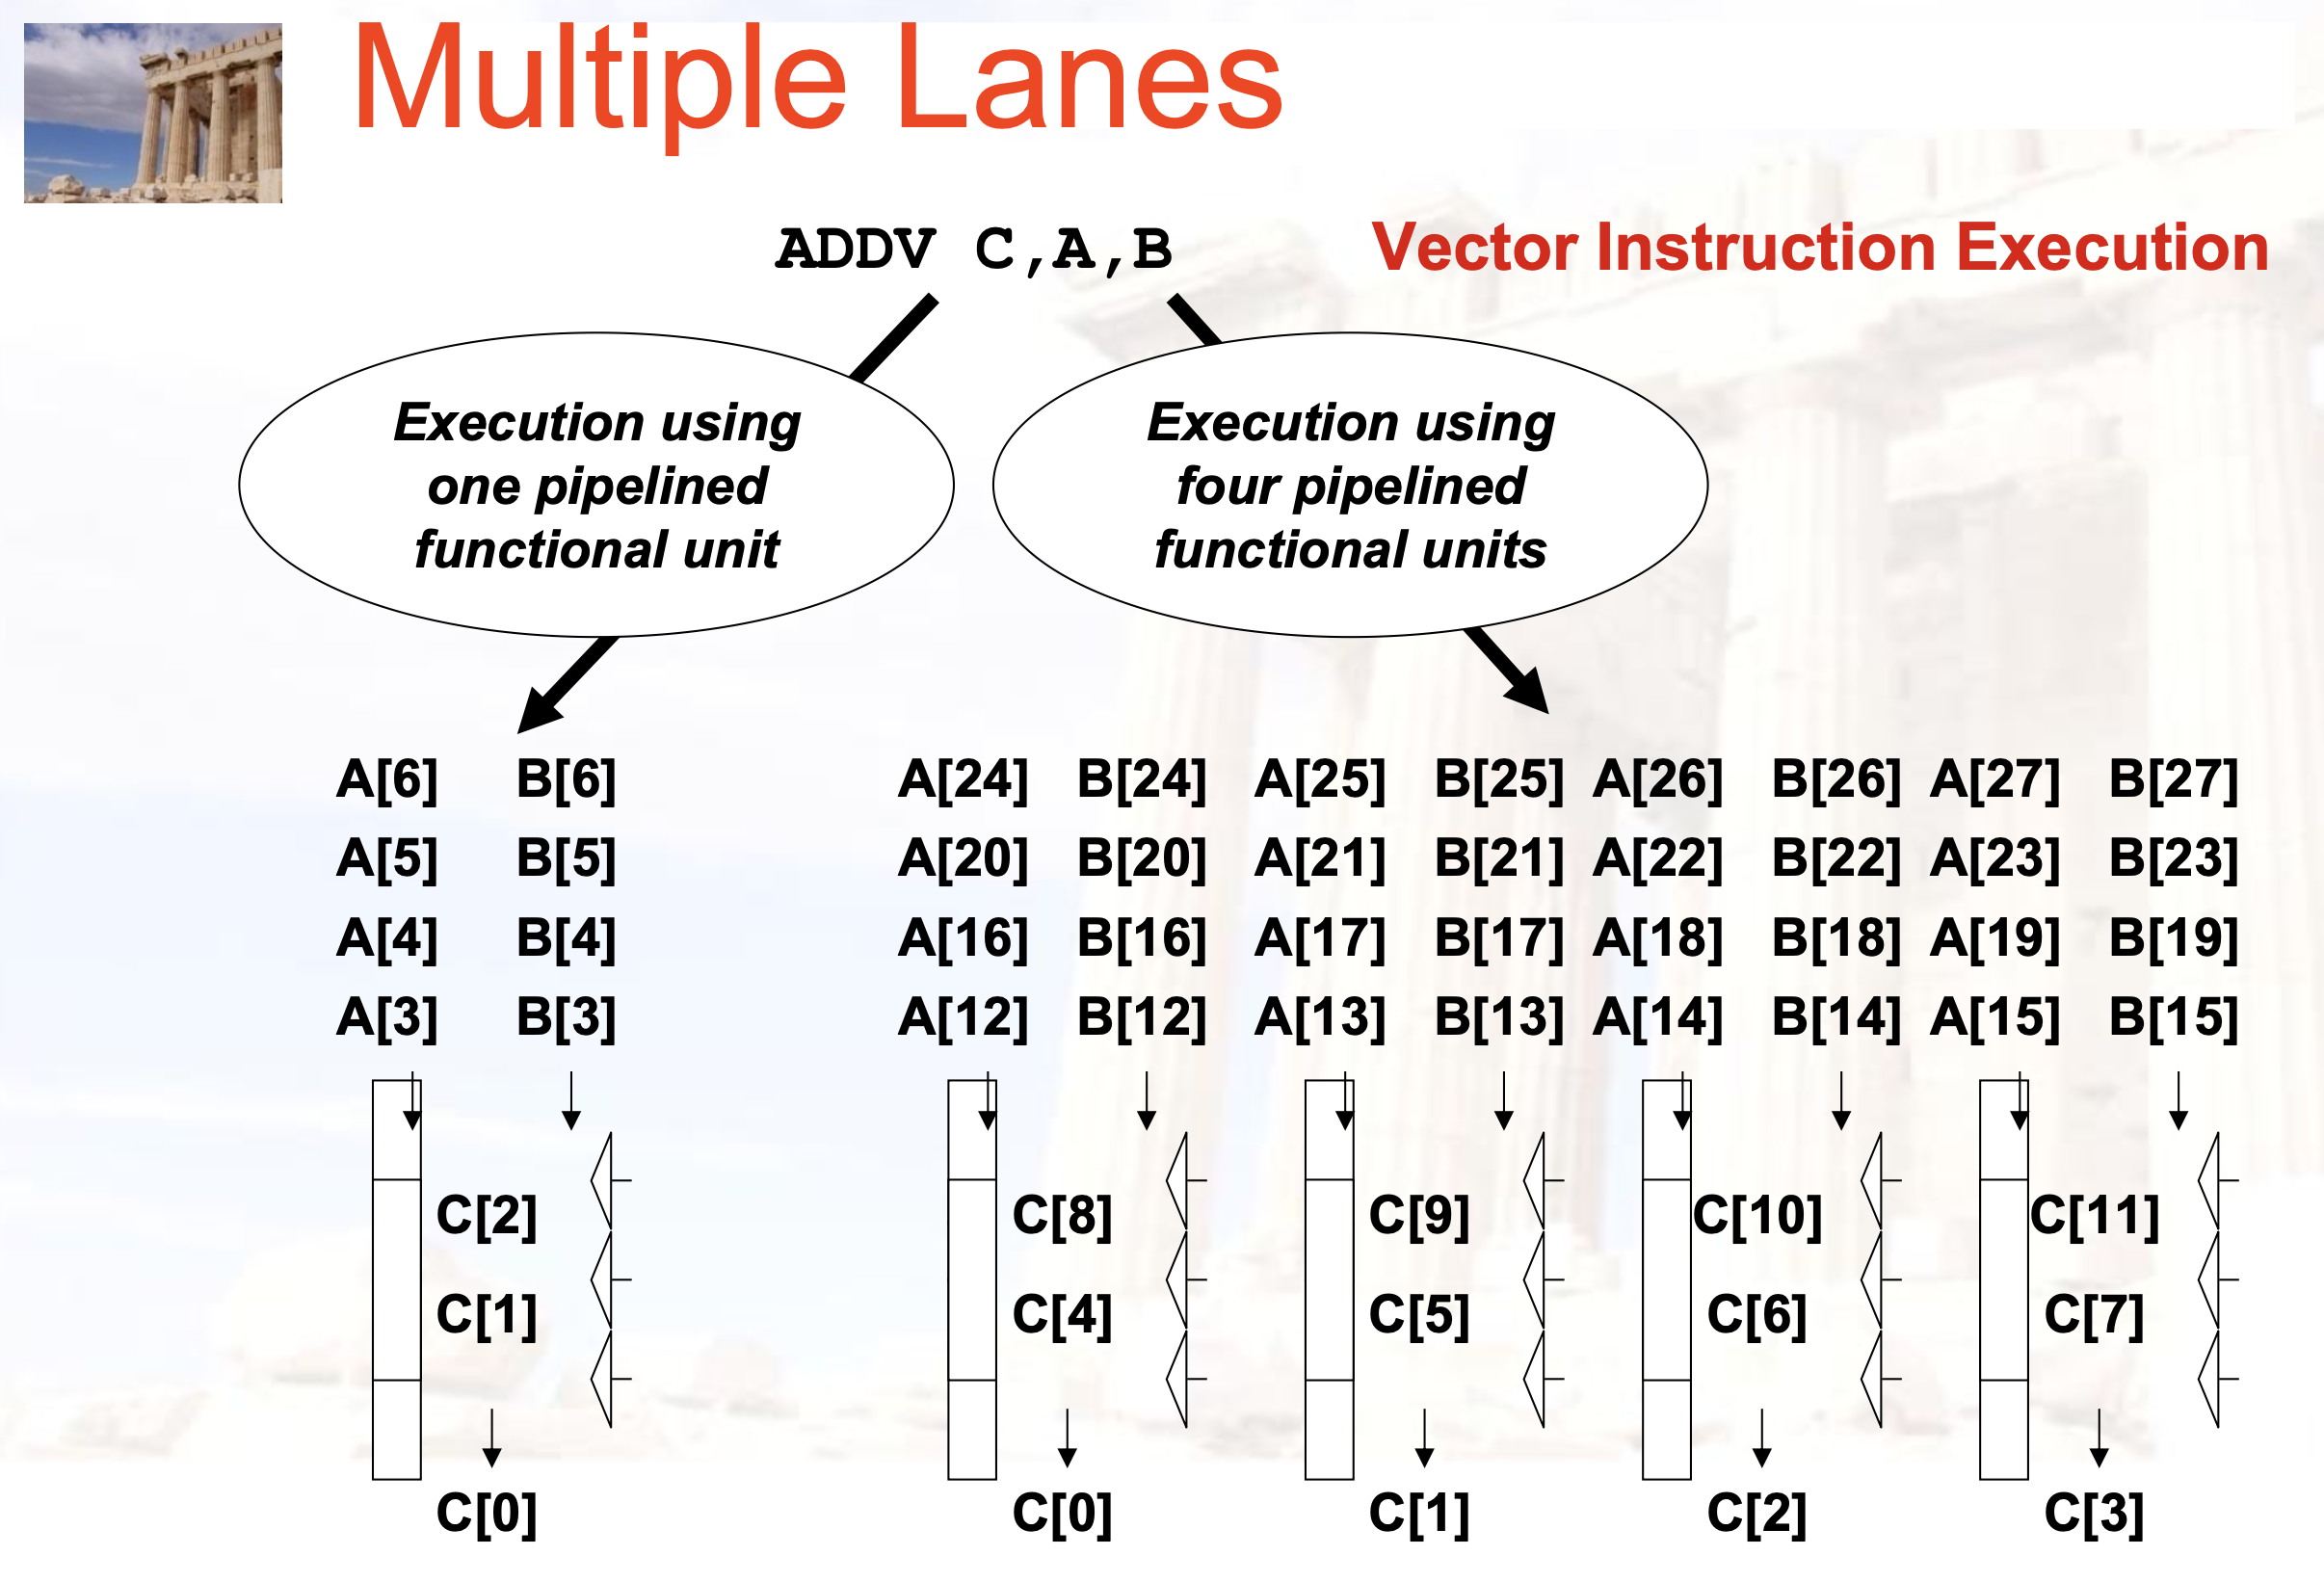 Multiple Lanes
ADDV C,A,B
Vector Instruction Execution
Execution using
one pipelined
functional unit
Execution using
four pipelined
functional units
A[6] B[6] A[24] B[24] A[25] B[25] A[26] B[26] A[27] B[27]
A[5] B[5] A[20] B[20] A[21] B[21] A[22] B[22] A[23] B[23]
A[4] B[4] A[16] B[16] A[17] B[17] A[18] B[18] A[19] B[19]
A[3] B[3] A[12] B[12] A[13] B[13] A[14] B[14] A[15] B[15]
C[2] C[8] C[9] C[10] C[11]
C[1] C[4] C[5] C[6] C[7]
C[0] C[0] C[1] C[2] C[3]